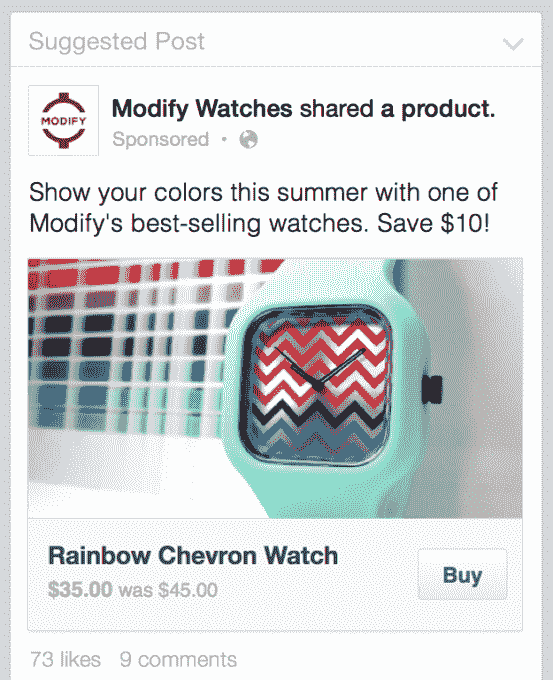 Suggested Post
MODIFY
Modify Watches shared a product.
Sponsored ·
Show your colors this summer with one of
Modify's best-selling watches. Save $10!
Rainbow Chevron Watch
$35.00 was $45.00
Buy
73 likes 9 comments